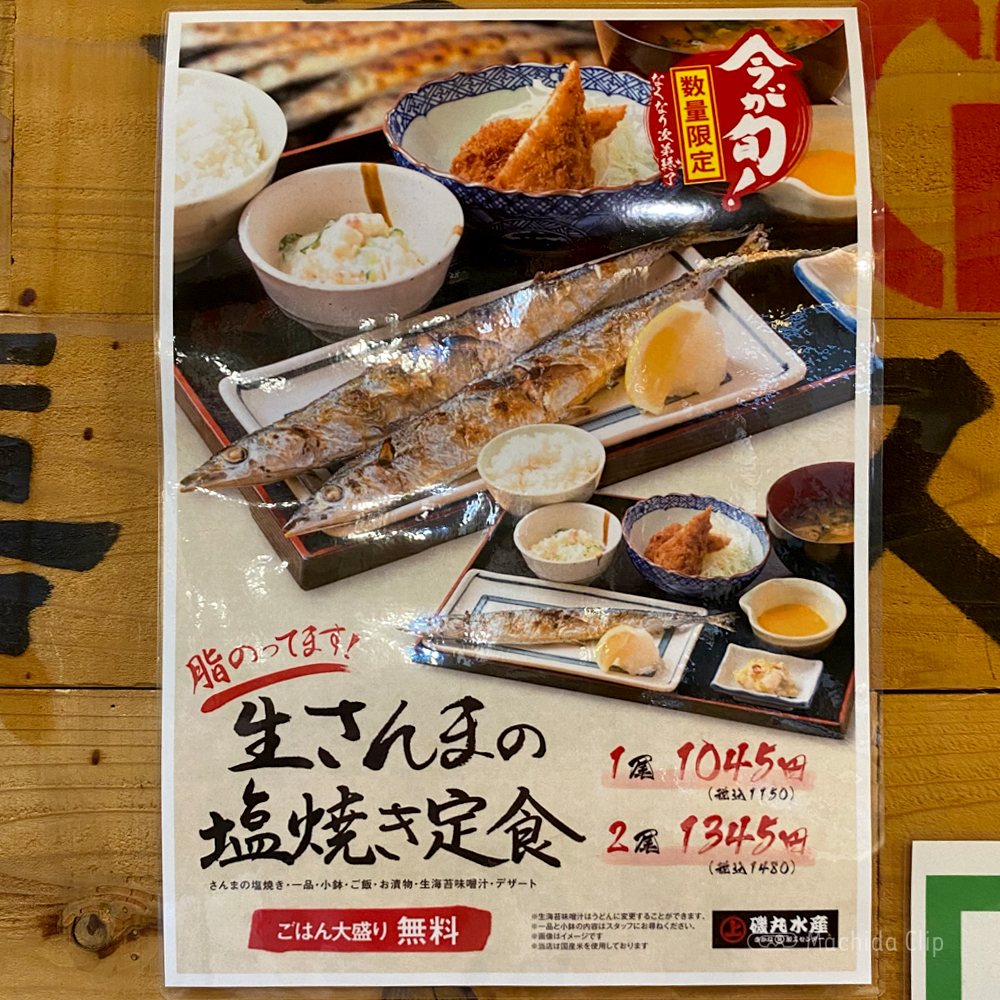 今が旬!
数量限定
なくなり次第終了
脂のってます!
生さんまの
塩焼き定食
さんまの塩焼き・一品・小鉢・ご飯・お漬物・生海苔味噌汁・デザート
1尾 1045円
(税込1150)
2尾 1345円
(税込1480)
ごはん大盛り 無料
※生海苔味噌汁はうどんに変更することができます。
※一品と小鉢の内容はスタッフにお尋ねください。
※画像はイメージです
※当店は国産米を使用しております
磯丸水産
Machida Clip